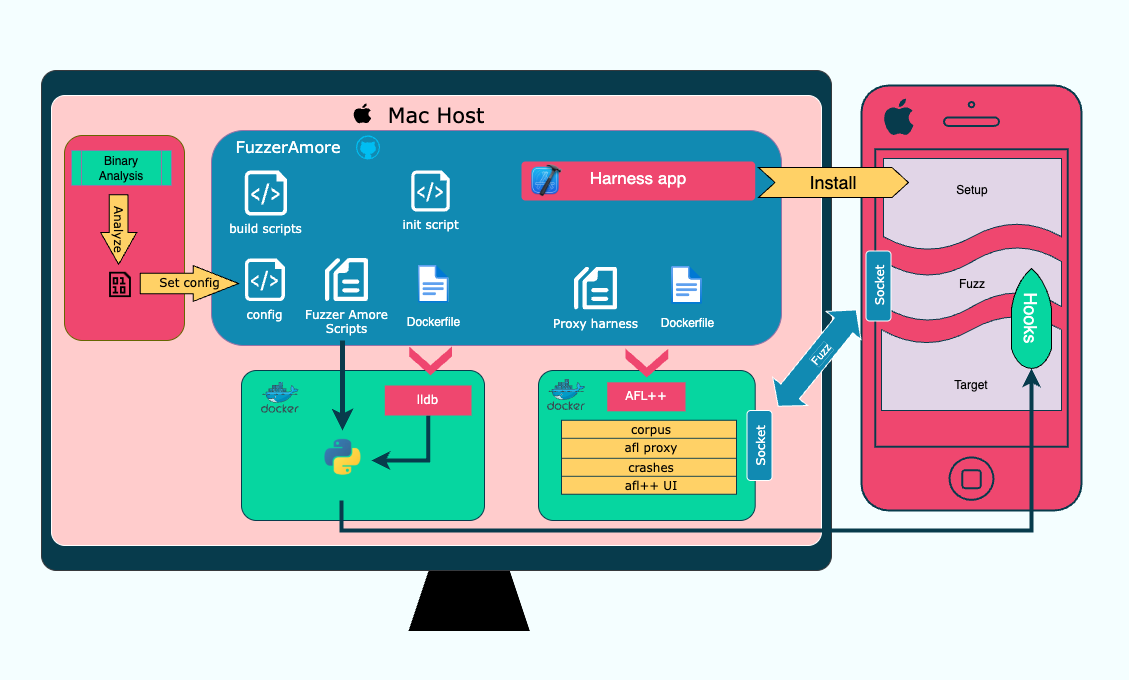 Mac Host
Binary
Analysis
Analyze
0110
Set config
FuzzerAmore
build scripts
init script
Harness app
config
Fuzzer Amore
Scripts
Dockerfile
Proxy harness
Dockerfile
docker
lldb
docker
AFL++
corpus
afl proxy
crashes
afl++ UI
Socket
Fuzz
Install
Setup
Socket
Fuzz
Hooks
Target